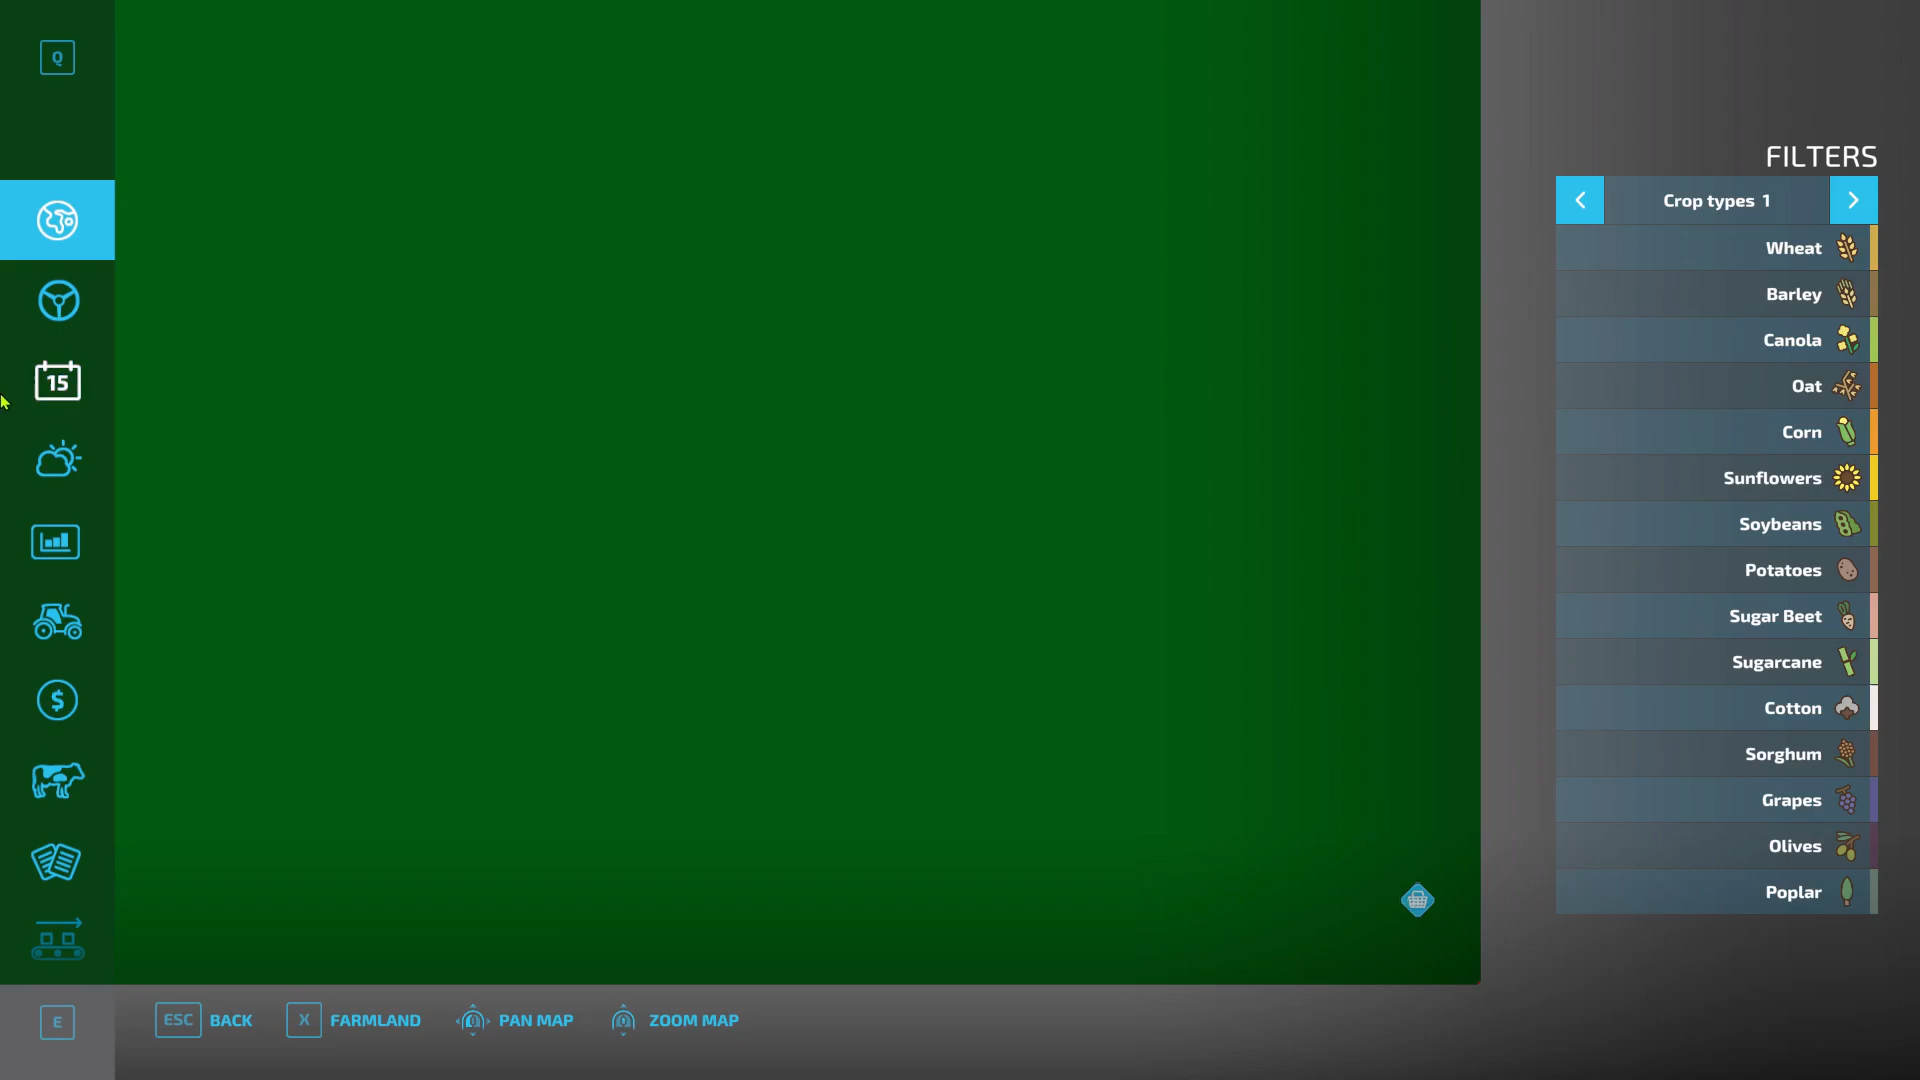 Q
FILTERS
Crop types 1
Wheat
Barley
Canola
Oat
Corn
Sunflowers
Soybeans
Potatoes
Sugar Beet
Sugarcane
Cotton
Sorghum
Grapes
Olives
Poplar
15
$
E
ESC BACK X FARMLAND PAN MAP ZOOM MAP